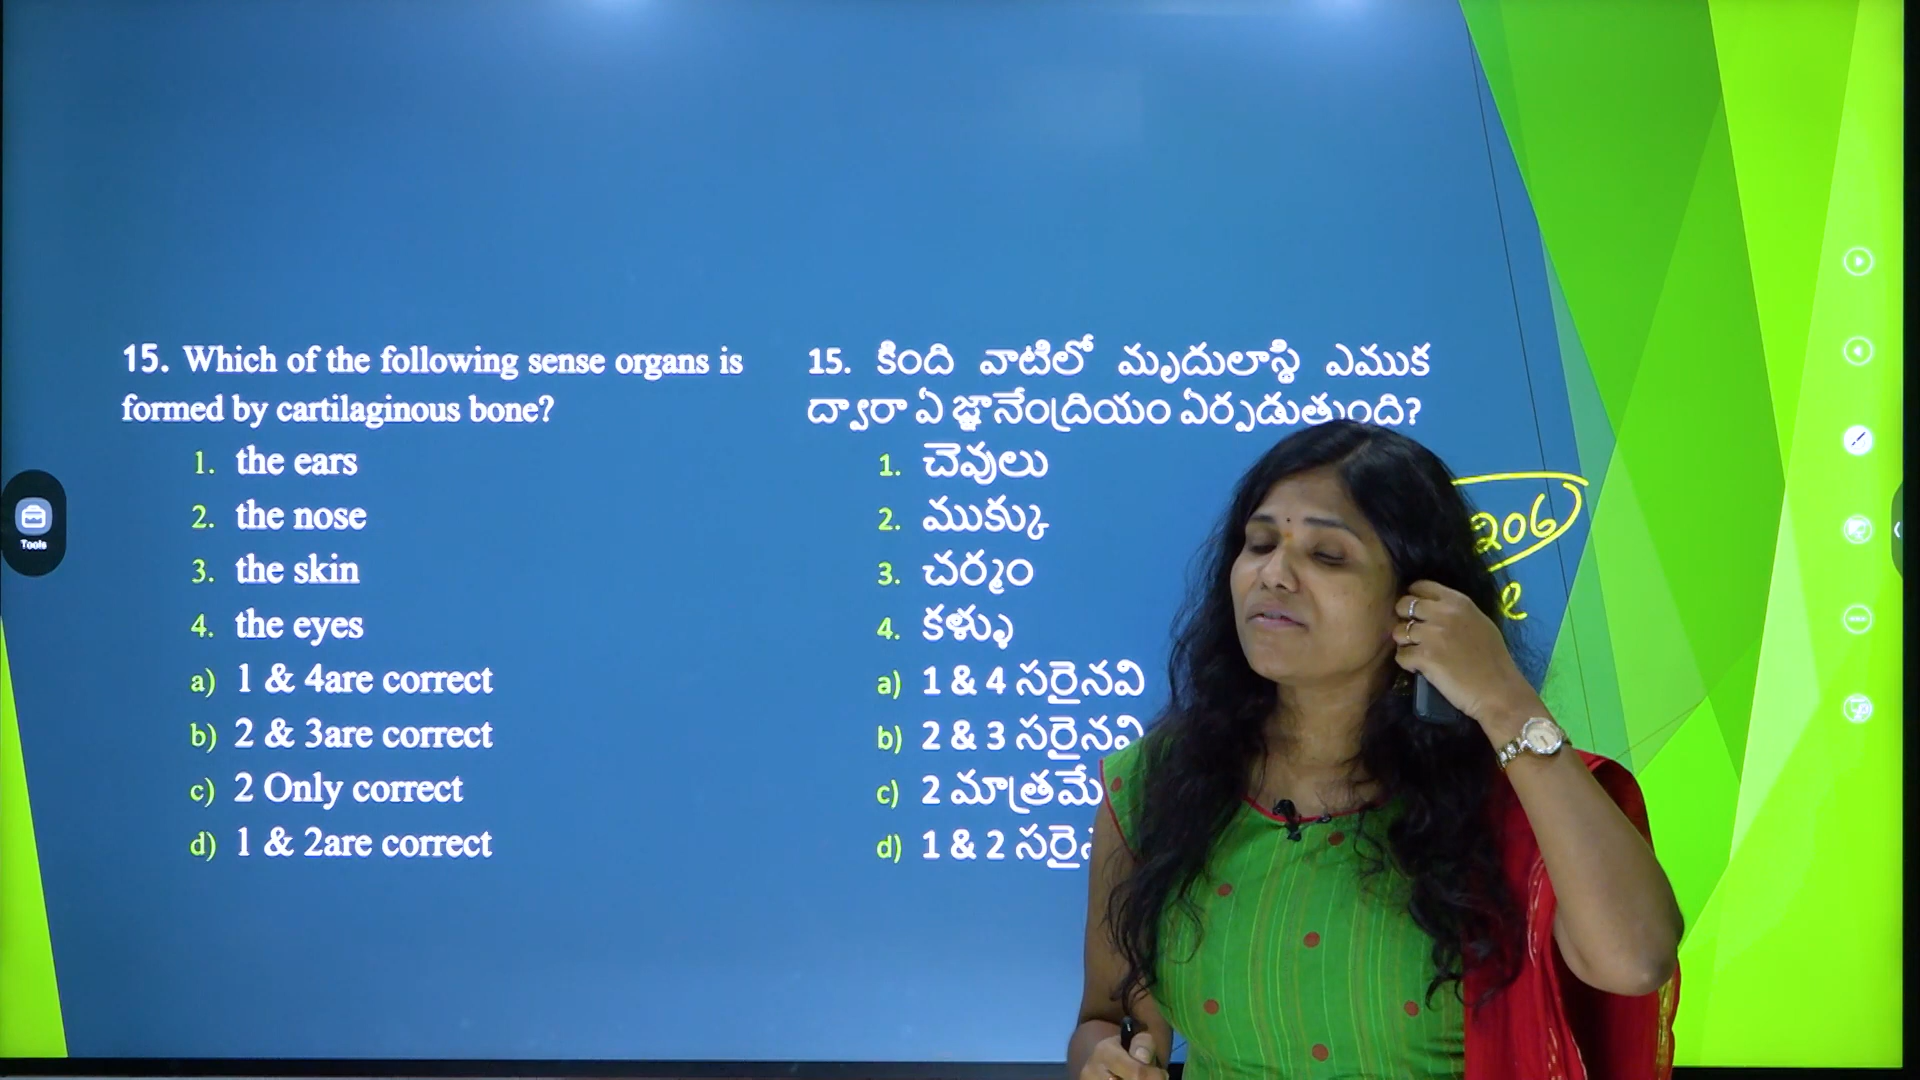 15. Which of the following sense organs is
formed by cartilaginous bone?
1. the ears
2. the nose
3. the skin
4. the eyes
a) 1 & 4are correct
b) 2 & 3are correct
c) 2 Only correct
d) 1 & 2are correct
15. కింది వాటిలో మృదులాస్థి ఎముక
ద్వారా ఏ జ్ఞానేంద్రియం ఏర్పడుతుంది?
1. చెవులు
2. ముక్కు
3. చర్మం
4. కళ్ళు
a) 1 & 4 సరైనవి
b) 2 & 3 సరైనవి
c) 2 మాత్రమే
d) 1 & 2
206
Tools